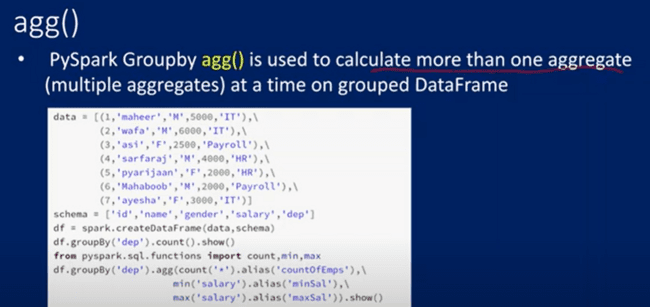 agg()
• PySpark Groupby agg() is used to calculate more than one aggregate
(multiple aggregates) at a time on grouped DataFrame
data = [(1,'maheer','M',5000,'IT'),\
(2,'wafa','M',6000,'IT'),\
(3,'asi','F',2500,'Payroll'),\
(4,'sarfaraj','M',4000,'HR'),\
(5,'pyarijaan','F',2000,'HR'),\
(6,'Mahaboob','M',2000,'Payroll'),\
(7,'ayesha','F',3000,'IT')]
schema = ['id','name','gender','salary','dep']
df = spark.createDataFrame(data,schema)
df.groupBy('dep').count().show()
from pyspark.sql.functions import count,min,max
df.groupBy('dep').agg(count('*').alias('countOfEmps'),\
min('salary').alias('minSal'),\
max('salary').alias('maxSal')).show()